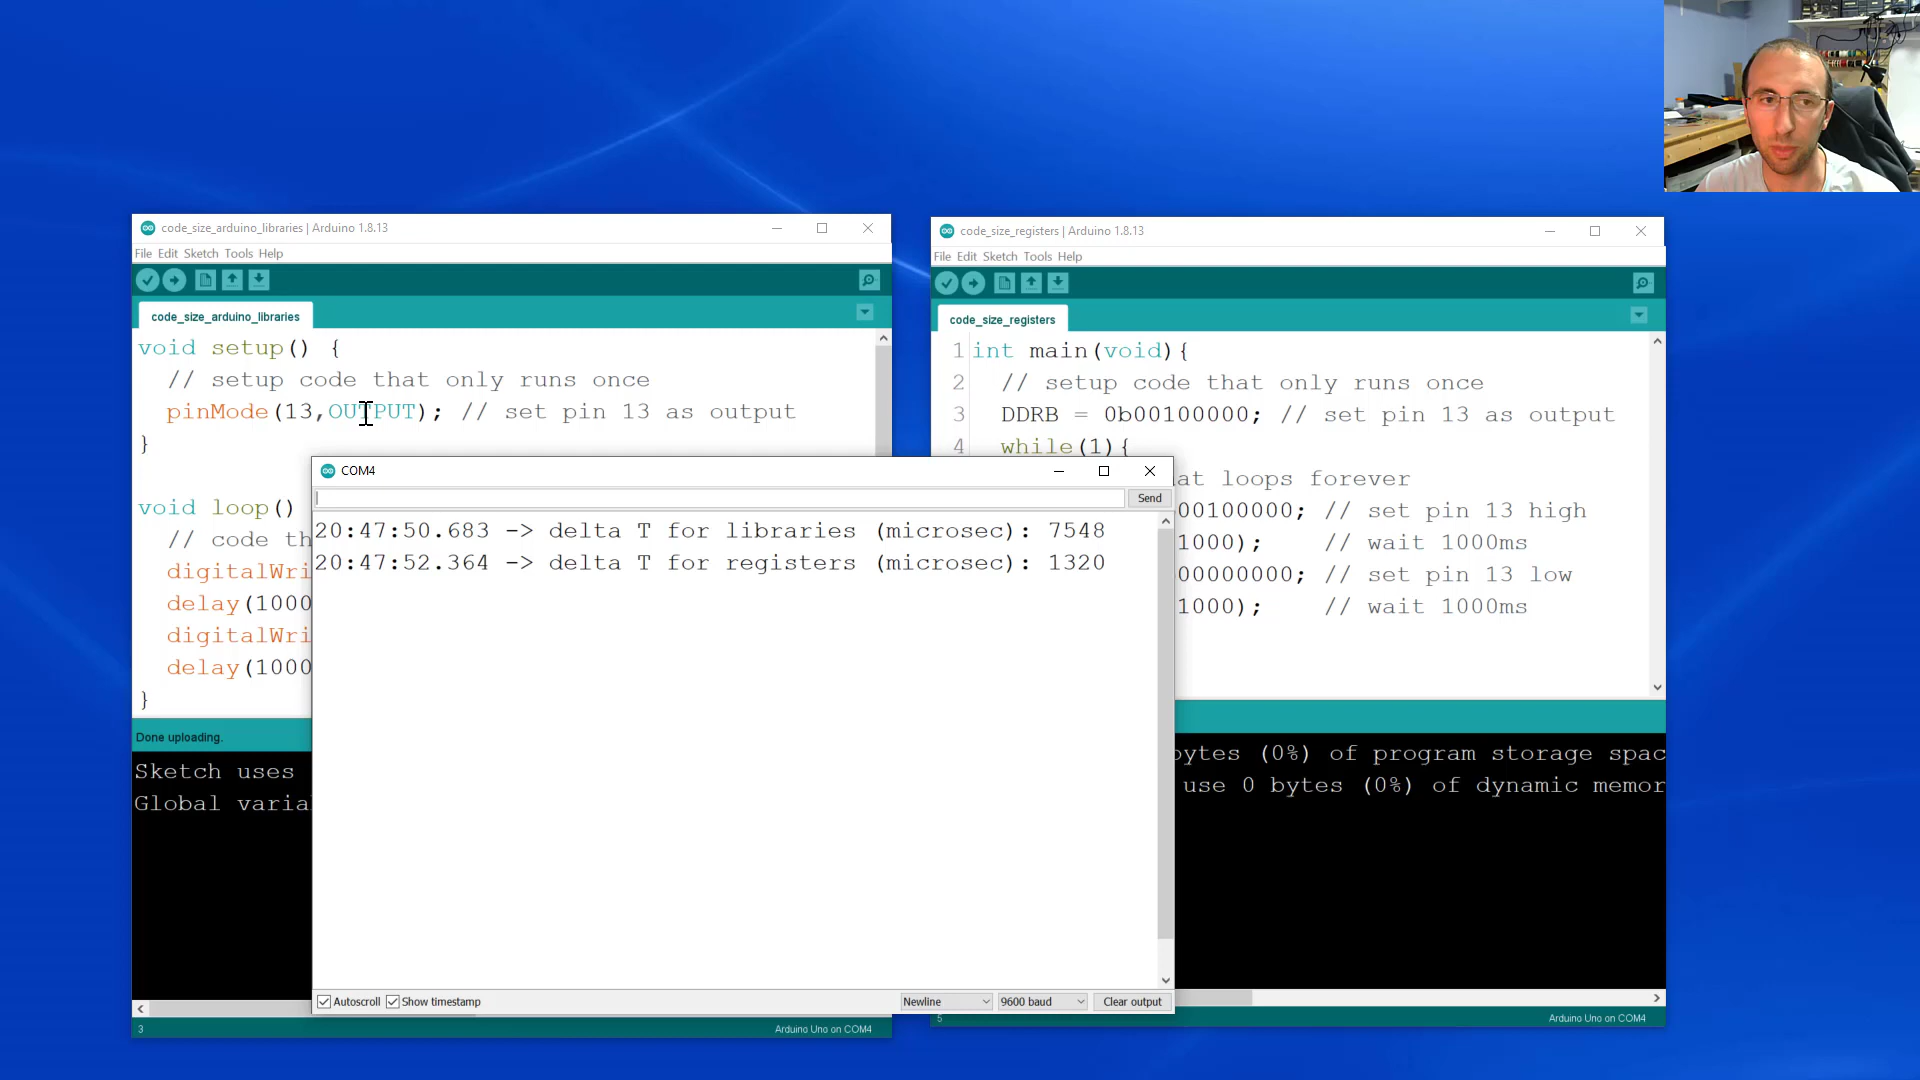 code_size_arduino_libraries | Arduino 1.8.13
File Edit Sketch Tools Help
code_size_arduino_libraries
void setup() {
// setup code that only runs once
pinMode(13,OUTPUT); // set pin 13 as output
}
void loop()
// code th
digitalWri
delay(1000
digitalWri
delay(1000
}
Done uploading.
Sketch uses
Global varia
3
Arduino Uno on COM4
code_size_registers | Arduino 1.8.13
File Edit Sketch Tools Help
code_size_registers
1 int main(void){
2 // setup code that only runs once
3 DDRB = 0b00100000; // set pin 13 as output
4 while(1){
at loops forever
00100000; // set pin 13 high
1000); // wait 1000ms
00000000; // set pin 13 low
1000); // wait 1000ms
bytes (0%) of program storage spac
use 0 bytes (0%) of dynamic memor
5
Arduino Uno on COM4
COM4
Send
20:47:50.683 -> delta T for libraries (microsec): 7548
20:47:52.364 -> delta T for registers (microsec): 1320
Autoscroll Show timestamp
Newline
9600 baud
Clear output